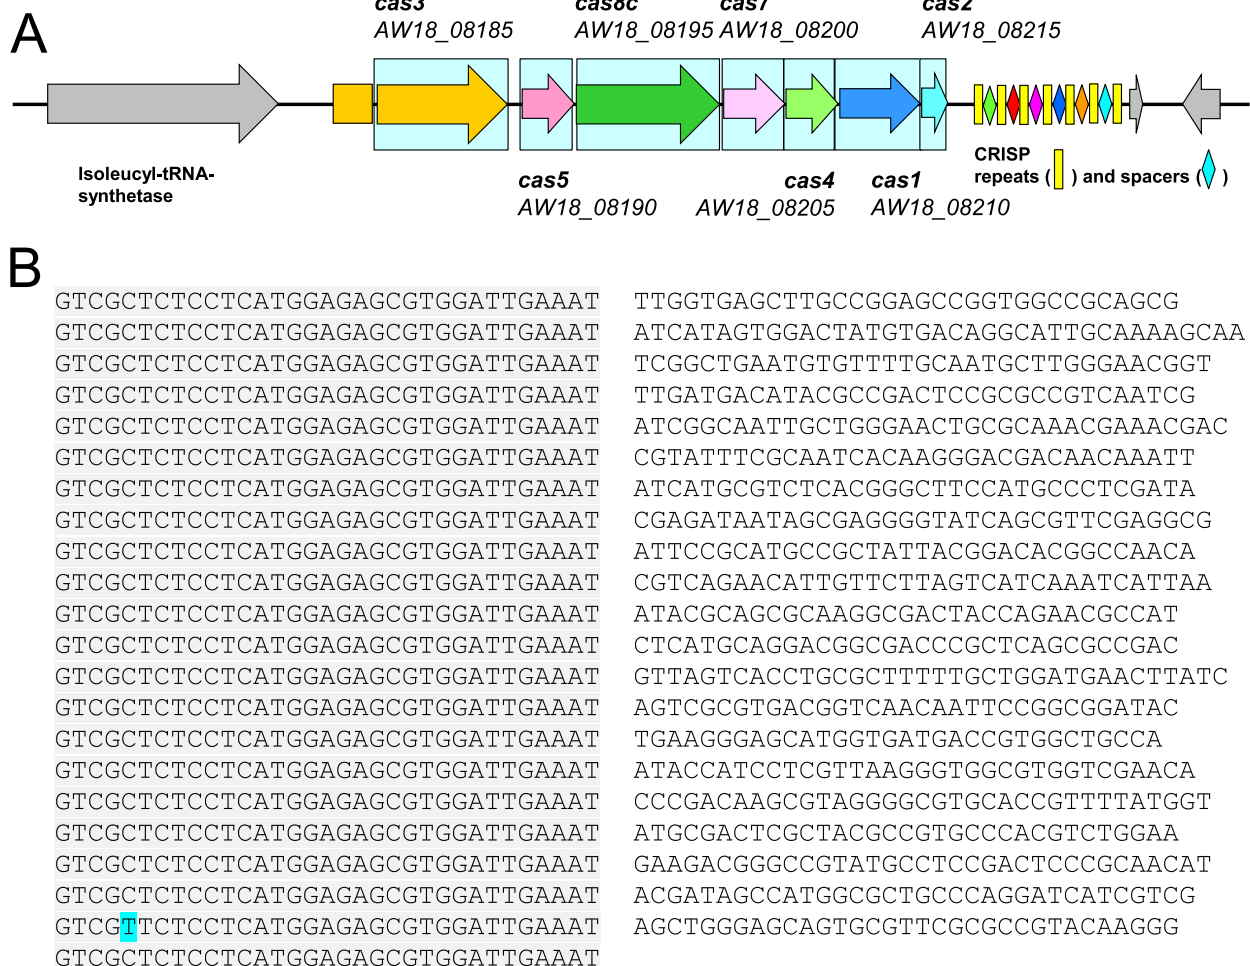 A
cas3 cas8c cas7 cas2
AW18_08185 AW18_08195 AW18_08200 AW18_08215
Isoleucyl-tRNA-
synthetase
CRISP
repeats ( ) and spacers ( )
cas5 cas4 cas1
AW18_08190 AW18_08205 AW18_08210
B
GTCGCTCTCCTCATGGAGAGCGTGGATTGAAAT TTGGTGAGCTTGCCGGAGCCGGTGGCCGCAGCG
GTCGCTCTCCTCATGGAGAGCGTGGATTGAAAT ATCATAGTGGACTATGTGACAGGCATTGCAAAAGCAA
GTCGCTCTCCTCATGGAGAGCGTGGATTGAAAT TCGGCTGAATGTGTTTTGCAATGCTTGGGAACGGT
GTCGCTCTCCTCATGGAGAGCGTGGATTGAAAT TTGATGACATACGCCGACTCCGCGCCGTCAATCG
GTCGCTCTCCTCATGGAGAGCGTGGATTGAAAT ATCGGCAATTGCTGGGAACTGCGCAAACGAAACGAC
GTCGCTCTCCTCATGGAGAGCGTGGATTGAAAT CGTATTTCGCAATCACAAGGGACGACAACAAATT
GTCGCTCTCCTCATGGAGAGCGTGGATTGAAAT ATCATGCGTCTCACGGGCTTCCATGCCCTCGATA
GTCGCTCTCCTCATGGAGAGCGTGGATTGAAAT CGAGATAATAGCGAGGGGTATCAGCGTTCGAGGCG
GTCGCTCTCCTCATGGAGAGCGTGGATTGAAAT ATTCCGCATGCCGCTATTACGGACACGGCCAACA
GTCGCTCTCCTCATGGAGAGCGTGGATTGAAAT CGTCAGAACATTGTTCTTAGTCATCAAATCATTAA
GTCGCTCTCCTCATGGAGAGCGTGGATTGAAAT ATACGCAGCGCAAGGCGACTACCAGAACGCCAT
GTCGCTCTCCTCATGGAGAGCGTGGATTGAAAT CTCATGCAGGACGGCGACCCGCTCAGCGCCGAC
GTCGCTCTCCTCATGGAGAGCGTGGATTGAAAT GTTAGTCACCTGCGCTTTTTGCTGGATGAACTTATC
GTCGCTCTCCTCATGGAGAGCGTGGATTGAAAT AGTCGCGTGACGGTCAACAATTCCGGCGGATAC
GTCGCTCTCCTCATGGAGAGCGTGGATTGAAAT TGAAGGGAGCATGGTGATGACCGTGGCTGCCA
GTCGCTCTCCTCATGGAGAGCGTGGATTGAAAT ATACCATCCTCGTTAAGGGTGGCGTGGTCGAACA
GTCGCTCTCCTCATGGAGAGCGTGGATTGAAAT CCCGACAAGCGTAGGGGCGTGCACCGTTTTATGGT
GTCGCTCTCCTCATGGAGAGCGTGGATTGAAAT ATGCGACTCGCTACGCCGTGCCCACGTCTGGAA
GTCGCTCTCCTCATGGAGAGCGTGGATTGAAAT GAAGACGGGCCGTATGCCTCCGACTCCCGCAACAT
GTCGCTCTCCTCATGGAGAGCGTGGATTGAAAT ACGATAGCCATGGCGCTGCCCAGGATCATCGTCG
GTCGTTCTCCTCATGGAGAGCGTGGATTGAAAT AGCTGGGAGCAGTGCGTTCGCGCCGTACAAGGG
GTCGCTCTCCTCATGGAGAGCGTGGATTGAAAT